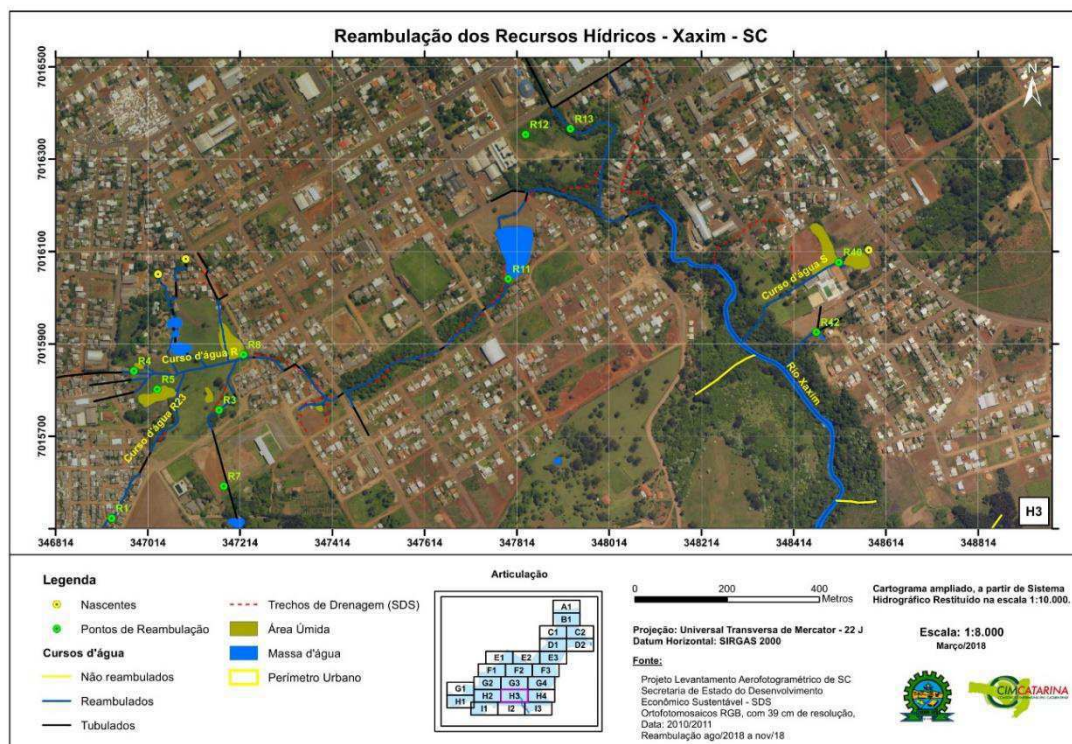 Reambulação dos Recursos Hídricos - Xaxim - SC
7016500
7016300
7016100
7015900
7015700
N
R12
R13
R11
R40
R42
R8
R4
R5
R3
R7
R1
Curso d'água S
Curso d'água R
Curso d'água R23
Rio Xaxim
H3
346814
347014
347214
347414
347614
347814
348014
348214
348414
348614
348814
Legenda
Nascentes
Pontos de Reambulação
Cursos d'água
Não reambulados
Reambulados
Tubulados
Trechos de Drenagem (SDS)
Área Úmida
Massa d'água
Perímetro Urbano
Articulação
A1
B1
C1 C2
D1 D2
E1 E2 E3
F1 F2 F3
G1 G2 G3 G4
H1 H2 H3 H4
I1 I2 I3
0 200 400
Metros
Projeção: Universal Transversa de Mercator - 22 J
Datum Horizontal: SIRGAS 2000
Fonte:
Projeto Levantamento Aerofotogramétrico de SC
Secretaria de Estado do Desenvolvimento
Econômico Sustentável - SDS
Ortofotomosaicos RGB, com 39 cm de resolução,
Data: 2010/2011
Reambulação ago/2018 a nov/18
Cartograma ampliado, a partir de Sistema
Hidrográfico Restituído na escala 1:10.000.
Escala: 1:8.000
Março/2018
CIMCATARINA